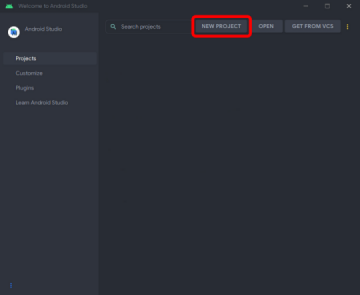 Welcome to Android Studio
Android Studio
Search projects
NEW PROJECT
OPEN
GET FROM VCS
Projects
Customize
Plugins
Learn Android Studio